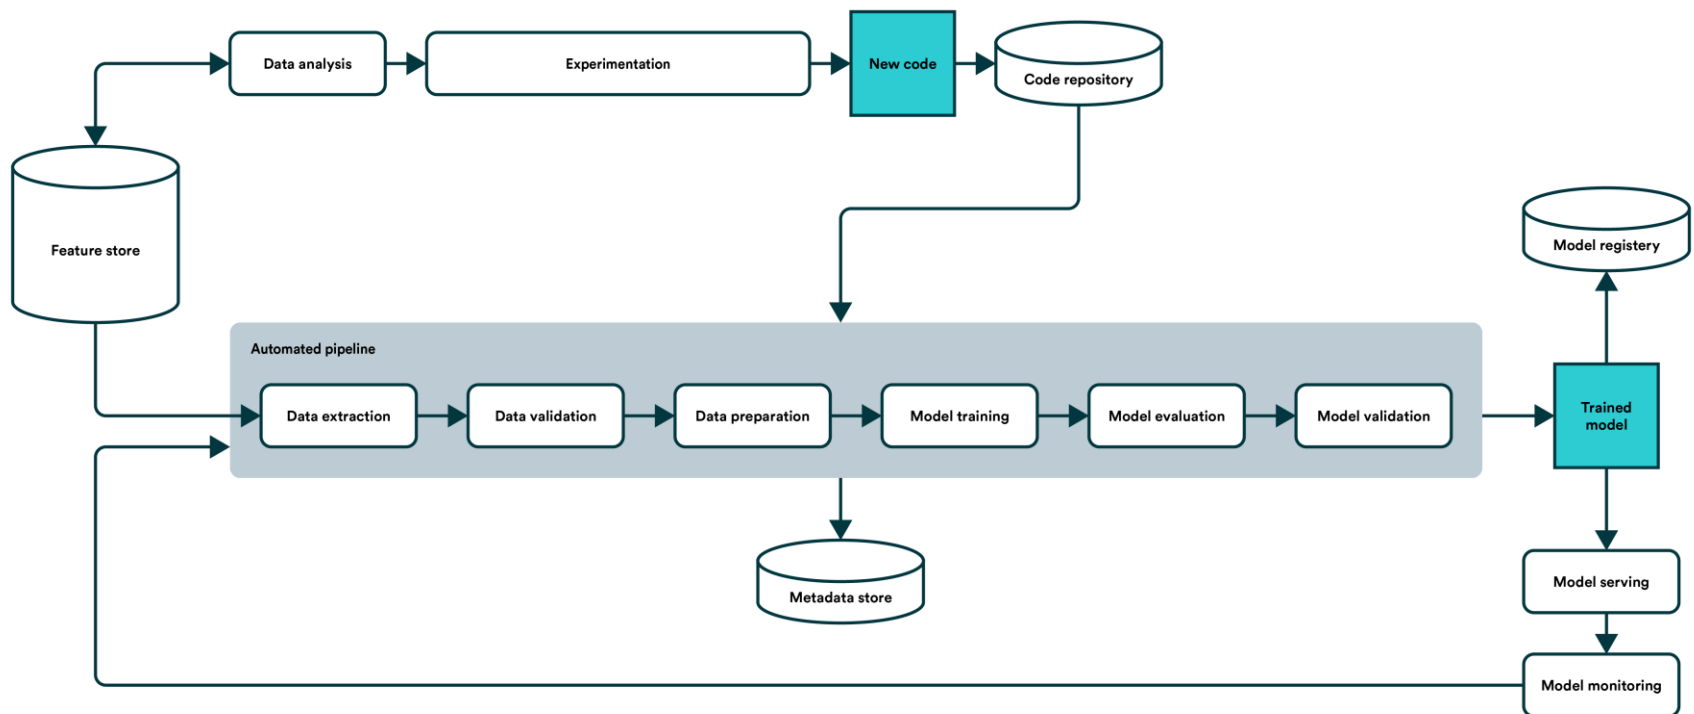 Data analysis
Experimentation
New code
Code repository
Feature store
Model registery
Automated pipeline
Data extraction
Data validation
Data preparation
Model training
Model evaluation
Model validation
Trained
model
Metadata store
Model serving
Model monitoring